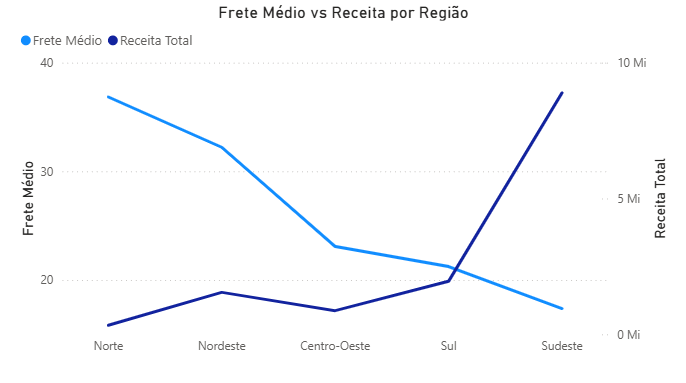 Frete Médio vs Receita por Região
Frete Médio Receita Total
40
30
20
Frete Médio
10 Mi
5 Mi
0 Mi
Receita Total
Norte Nordeste Centro-Oeste Sul Sudeste